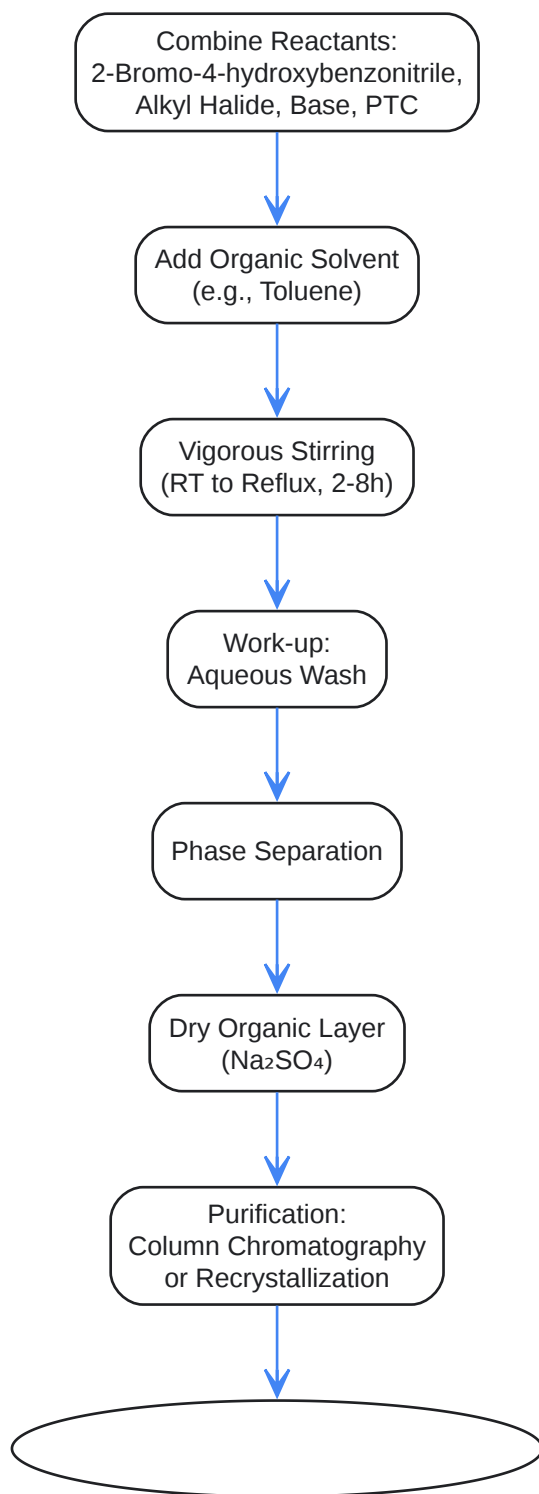 Combine Reactants:
2-Bromo-4-hydroxybenzonitrile,
Alkyl Halide, Base, PTC
Add Organic Solvent
(e.g., Toluene)
Vigorous Stirring
(RT to Reflux, 2-8h)
Work-up:
Aqueous Wash
Phase Separation
Dry Organic Layer
(Na₂SO₄)
Purification:
Column Chromatography
or Recrystallization